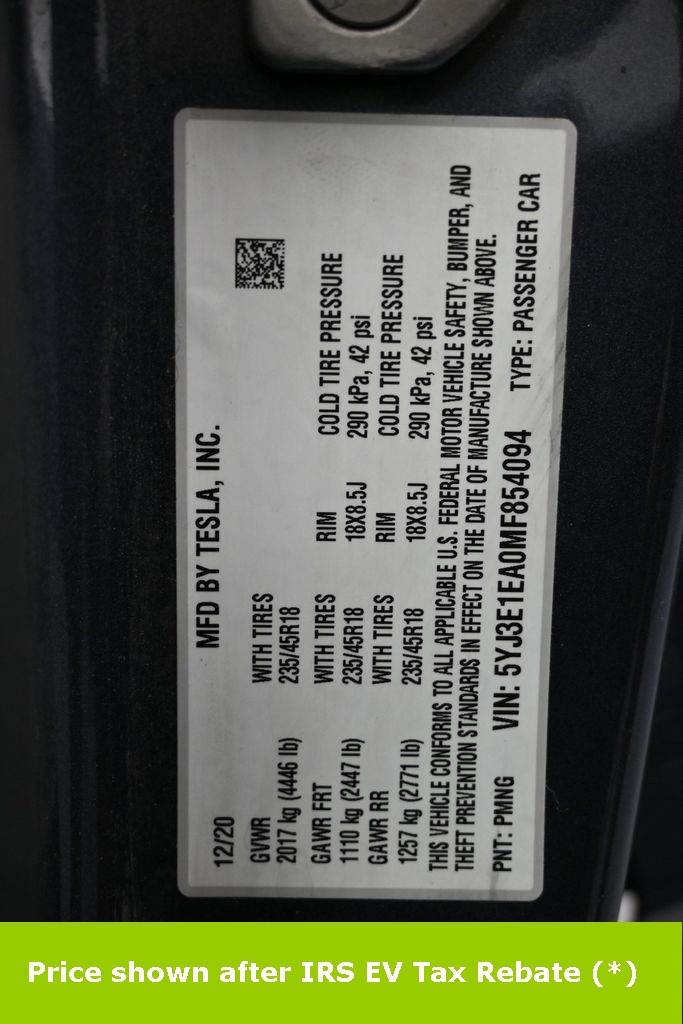 MFD BY TESLA, INC.
12/20
GVWR WITH TIRES
2017 kg (4446 lb) 235/45R18
GAWR FRT WITH TIRES RIM COLD TIRE PRESSURE
1110 kg (2447 lb) 235/45R18 18X8.5J 290 kPa, 42 psi
GAWR RR WITH TIRES RIM COLD TIRE PRESSURE
1257 kg (2771 lb) 235/45R18 18X8.5J 290 kPa, 42 psi
THIS VEHICLE CONFORMS TO ALL APPLICABLE U.S. FEDERAL MOTOR VEHICLE SAFETY, BUMPER, AND
THEFT PREVENTION STANDARDS IN EFFECT ON THE DATE OF MANUFACTURE SHOWN ABOVE.
PNT: PMNG VIN: 5YJ3E1EA0MF854094 TYPE: PASSENGER CAR
Price shown after IRS EV Tax Rebate (*)